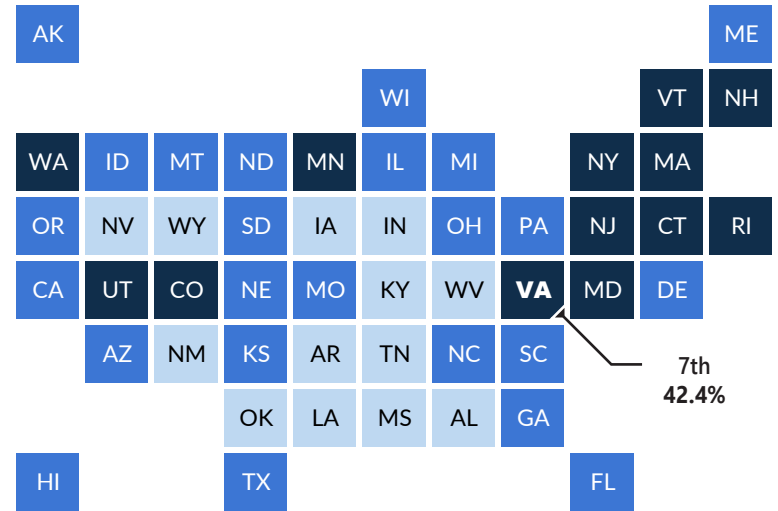 AK ME
WI VT NH
WA ID MT ND MN IL MI NY MA
OR NV WY SD IA IN OH PA NJ CT RI
CA UT CO NE MO KY WV VA MD DE
AZ NM KS AR TN NC SC
7th
42.4%
OK LA MS AL GA
HI TX FL